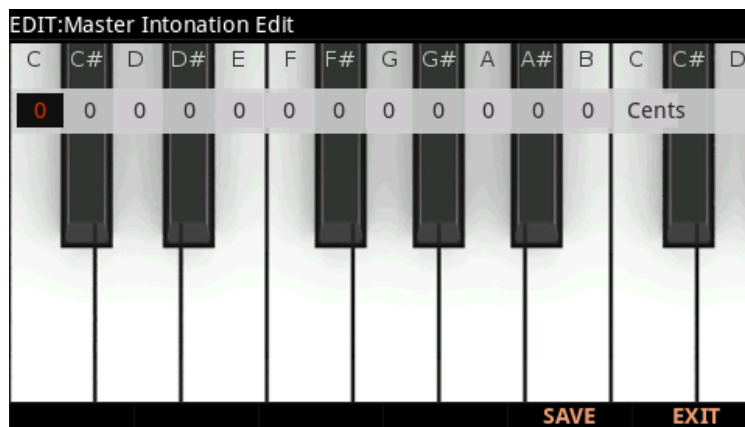 EDIT:Master Intonation Edit
C C# D D# E F F# G G# A A# B C C# D
0 0 0 0 0 0 0 0 0 0 0 0 Cents
SAVE EXIT